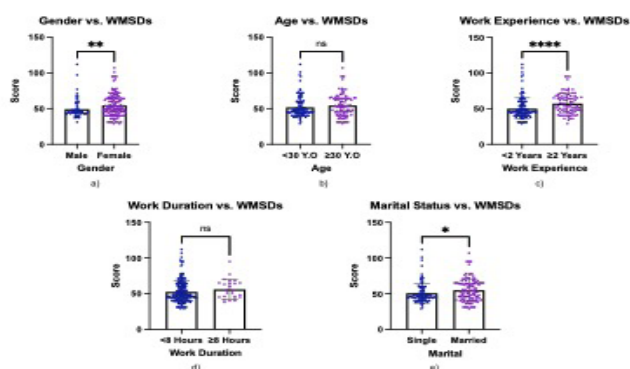 Gender vs. WMSDs
**
150
100
50
0
Score
Male Female
Gender
a)
Age vs. WMSDs
ns
150
100
50
0
Score
<30 Y.O ≥30 Y.O
Age
b)
Work Experience vs. WMSDs
****
150
100
50
0
Score
<2 Years ≥2 Years
Work Experience
c)
Work Duration vs. WMSDs
ns
150
100
50
0
Score
<8 Hours ≥8 Hours
Work Duration
d)
Marital Status vs. WMSDs
*
150
100
50
0
Score
Single Married
Marital
e)